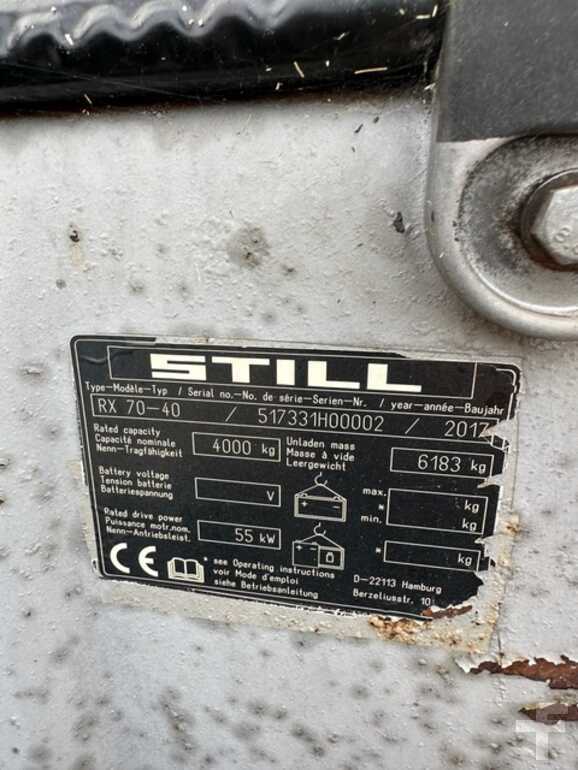 STILL
Type-Modèle-Typ / Serial no.-No. de série-Serien-Nr. / year-année-Baujahr
RX 70-40 / 517331H00002 / 2017
Rated capacity
Capacité nominale
Nenn-Tragfähigkeit
4000 kg
Unladen mass
Masse à vide
Leergewicht
6183 kg
Battery voltage
Tension batterie
Batteriespannung
V
max.
* kg
min.
kg
Rated drive power
Puissance motr.nom.
Nenn-Antriebsleist.
55 kW
* kg
CE
* see Operating instructions
voir Mode d'emploi
siehe Betriebsanleitung
D-22113 Hamburg
Berzeliusstr. 10